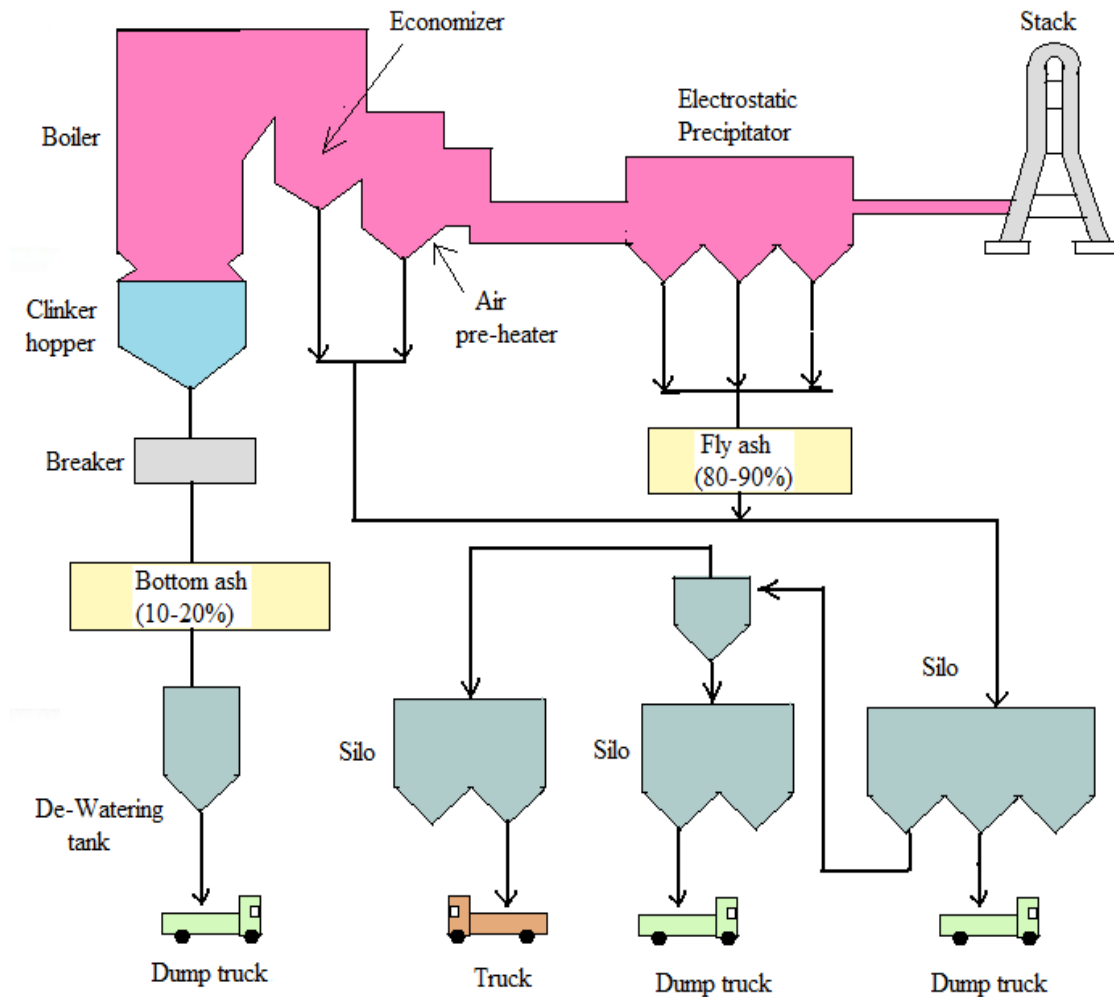 Economizer
Stack
Electrostatic
Precipitator
Boiler
Clinker
hopper
Air
pre-heater
Breaker
Fly ash
(80-90%)
Bottom ash
(10-20%)
Silo
Silo
Silo
De-Watering
tank
Dump truck
Truck
Dump truck
Dump truck